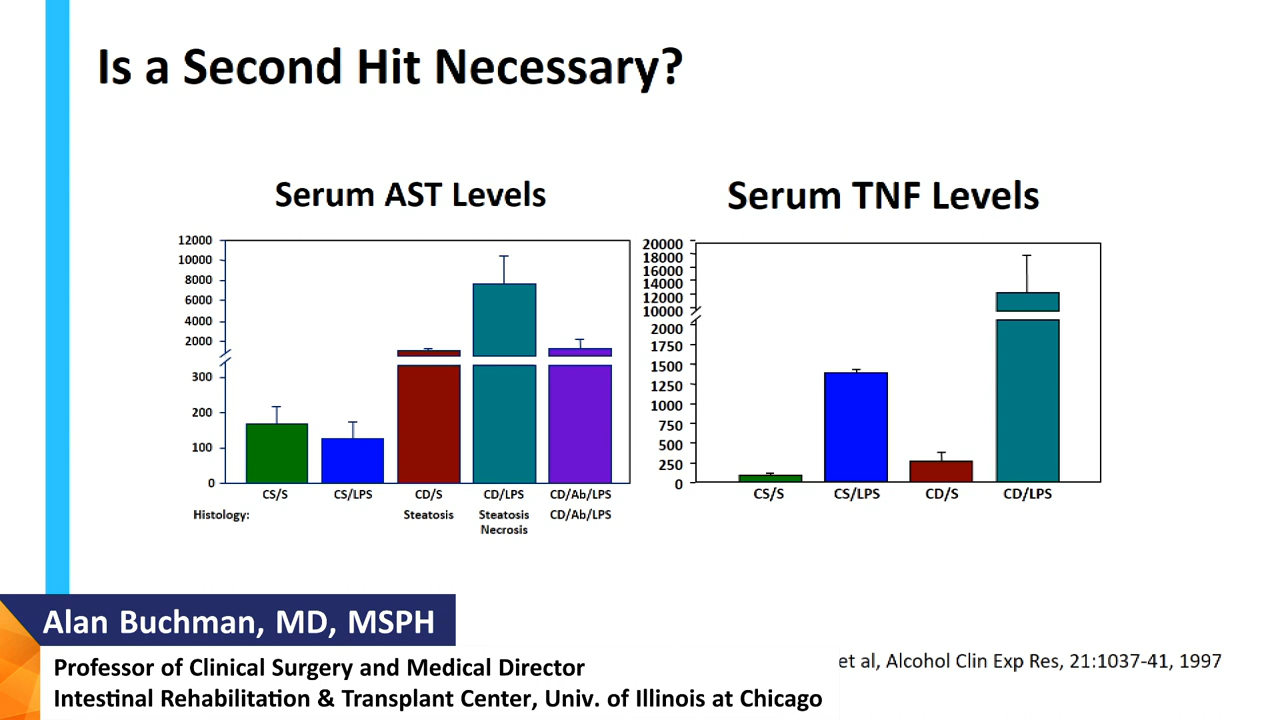 Is a Second Hit Necessary?
Serum AST Levels
12000
10000
8000
6000
4000
2000
300
200
100
0
CS/S CS/LPS CD/S CD/LPS CD/Ab/LPS
Histology: Steatosis Steatosis CD/Ab/LPS
Necrosis
Serum TNF Levels
20000
18000
16000
14000
12000
10000
2000
1750
1500
1250
1000
750
500
250
0
CS/S CS/LPS CD/S CD/LPS
Alan Buchman, MD, MSPH
Professor of Clinical Surgery and Medical Director
Intestinal Rehabilitation & Transplant Center, Univ. of Illinois at Chicago
et al, Alcohol Clin Exp Res, 21:1037-41, 1997